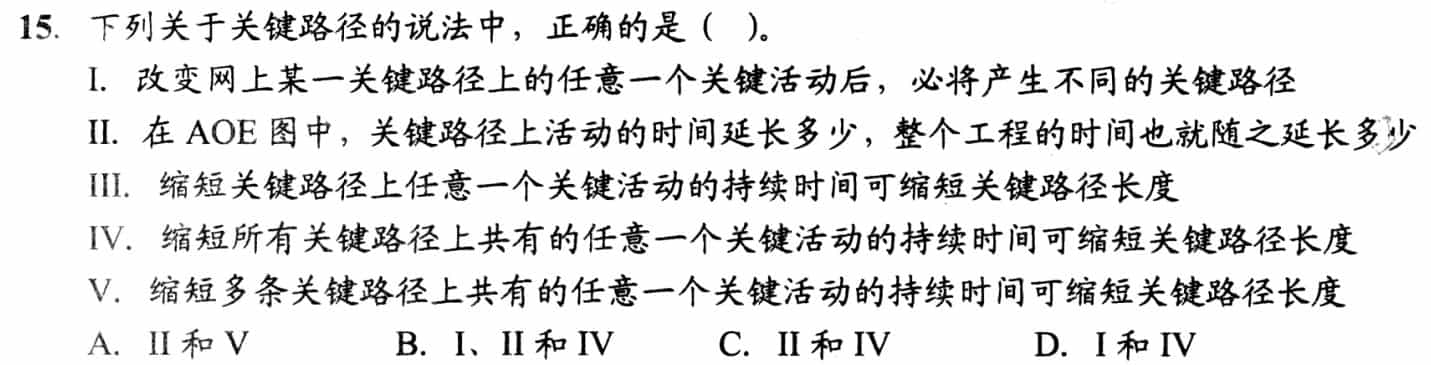 15. 下列关于关键路径的说法中，正确的是（ ）。
I. 改变网上某一关键路径上的任意一个关键活动后，必将产生不同的关键路径
II. 在 AOE 图中，关键路径上活动的时间延长多少，整个工程的时间也就随之延长多少
III. 缩短关键路径上任意一个关键活动的持续时间可缩短关键路径长度
IV. 缩短所有关键路径上共有的任意一个关键活动的持续时间可缩短关键路径长度
V. 缩短多条关键路径上共有的任意一个关键活动的持续时间可缩短关键路径长度
A. II 和 V B. I、II 和 IV C. II 和 IV D. I 和 IV